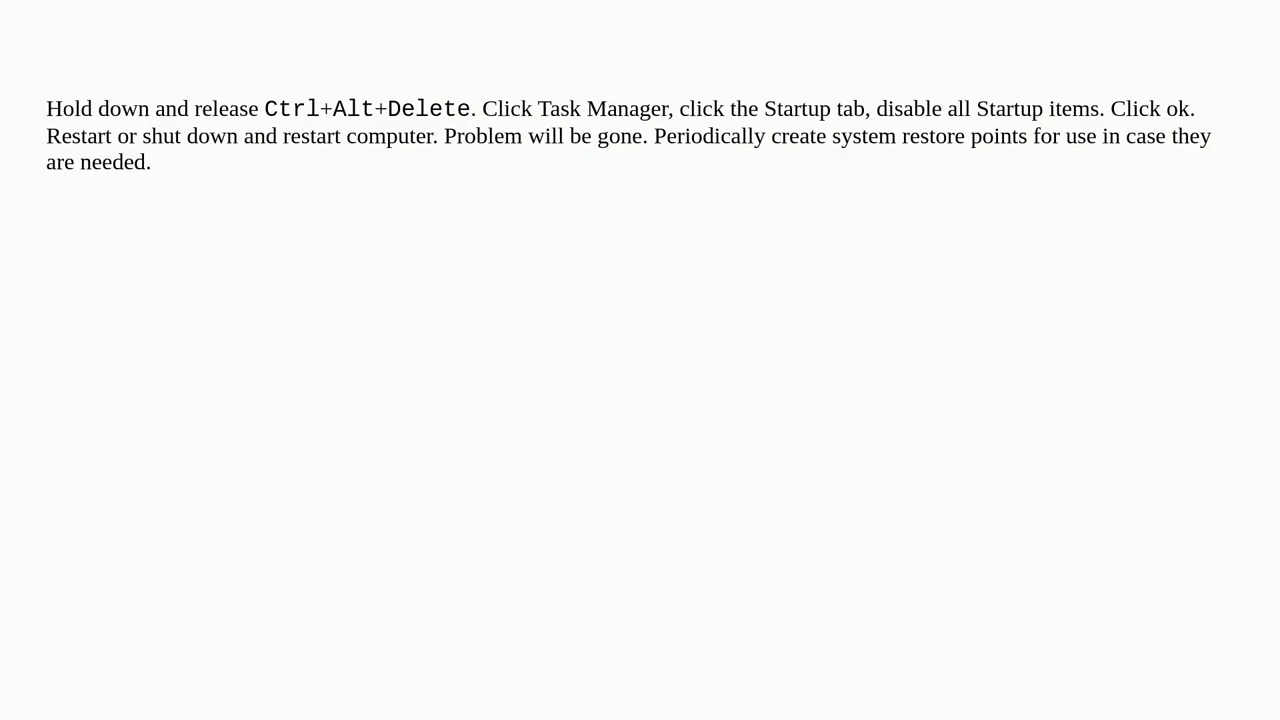 Hold down and release Ctrl+Alt+Delete. Click Task Manager, click the Startup tab, disable all Startup items. Click ok.
Restart or shut down and restart computer. Problem will be gone. Periodically create system restore points for use in case they
are needed.